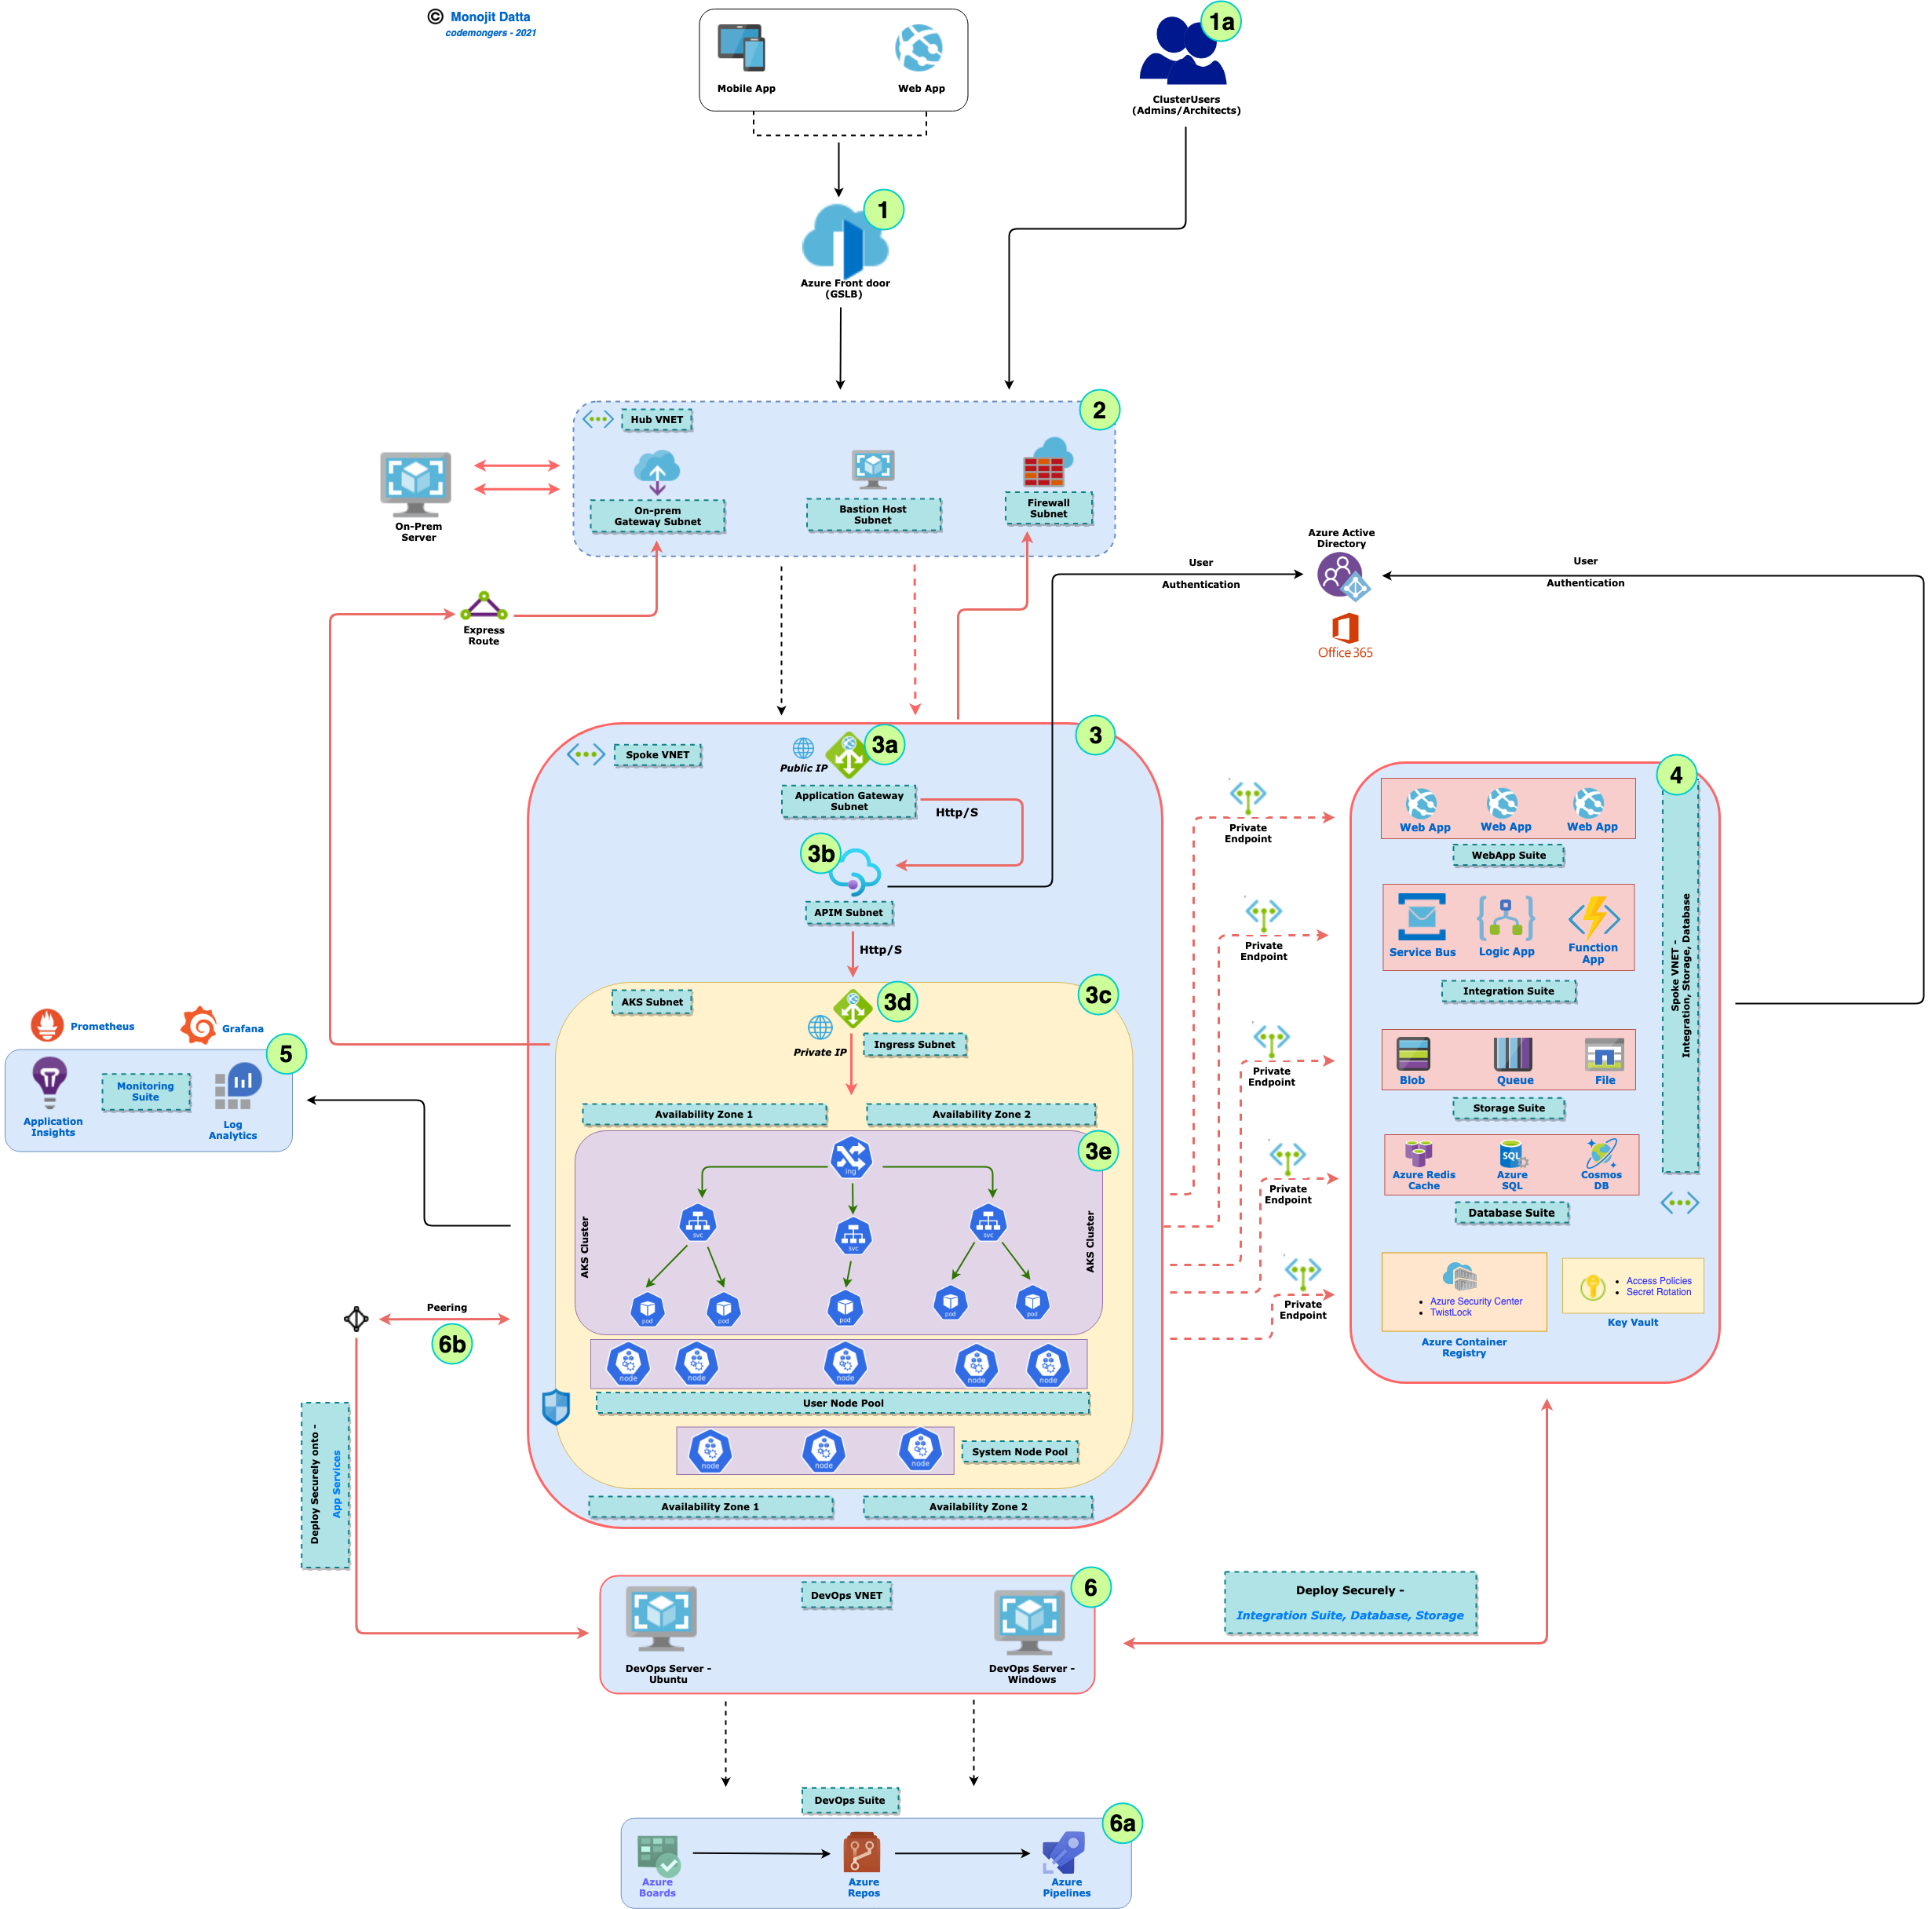 © Monojit Datta
codemongers - 2021
Mobile App
Web App
1a
ClusterUsers
(Admins/Architects)
1
Azure Front door
(GSLB)
2
Hub VNET
On-prem
Gateway Subnet
Bastion Host
Subnet
Firewall
Subnet
On-Prem
Server
Express
Route
Azure Active
Directory
Office 365
User
Authentication
User
Authentication
3
Spoke VNET
Public IP
3a
Application Gateway
Subnet
Http/S
3b
APIM Subnet
Http/S
3c
AKS Subnet
3d
Private IP
Ingress Subnet
Availability Zone 1
Availability Zone 2
3e
AKS Cluster
AKS Cluster
ing
svc
svc
svc
pod
pod
pod
pod
pod
node
node
node
node
node
User Node Pool
node
node
node
System Node Pool
Availability Zone 1
Availability Zone 2
Private
Endpoint
Private
Endpoint
Private
Endpoint
Private
Endpoint
Private
Endpoint
4
Spoke VNET -
Integration, Storage, Database
Web App
Web App
Web App
WebApp Suite
Service Bus
Logic App
Function
App
Integration Suite
Blob
Queue
File
Storage Suite
Azure Redis
Cache
SQL
Azure
SQL
Cosmos
DB
Database Suite
• Azure Security Center
• TwistLock
Azure Container
Registry
• Access Policies
• Secret Rotation
Key Vault
Prometheus
Grafana
5
Application
Insights
Monitoring
Suite
Log
Analytics
Peering
6b
Deploy Securely onto -
App Services
6
DevOps VNET
DevOps Server -
Ubuntu
DevOps Server -
Windows
Deploy Securely -
Integration Suite, Database, Storage
DevOps Suite
6a
Azure
Boards
Azure
Repos
Azure
Pipelines